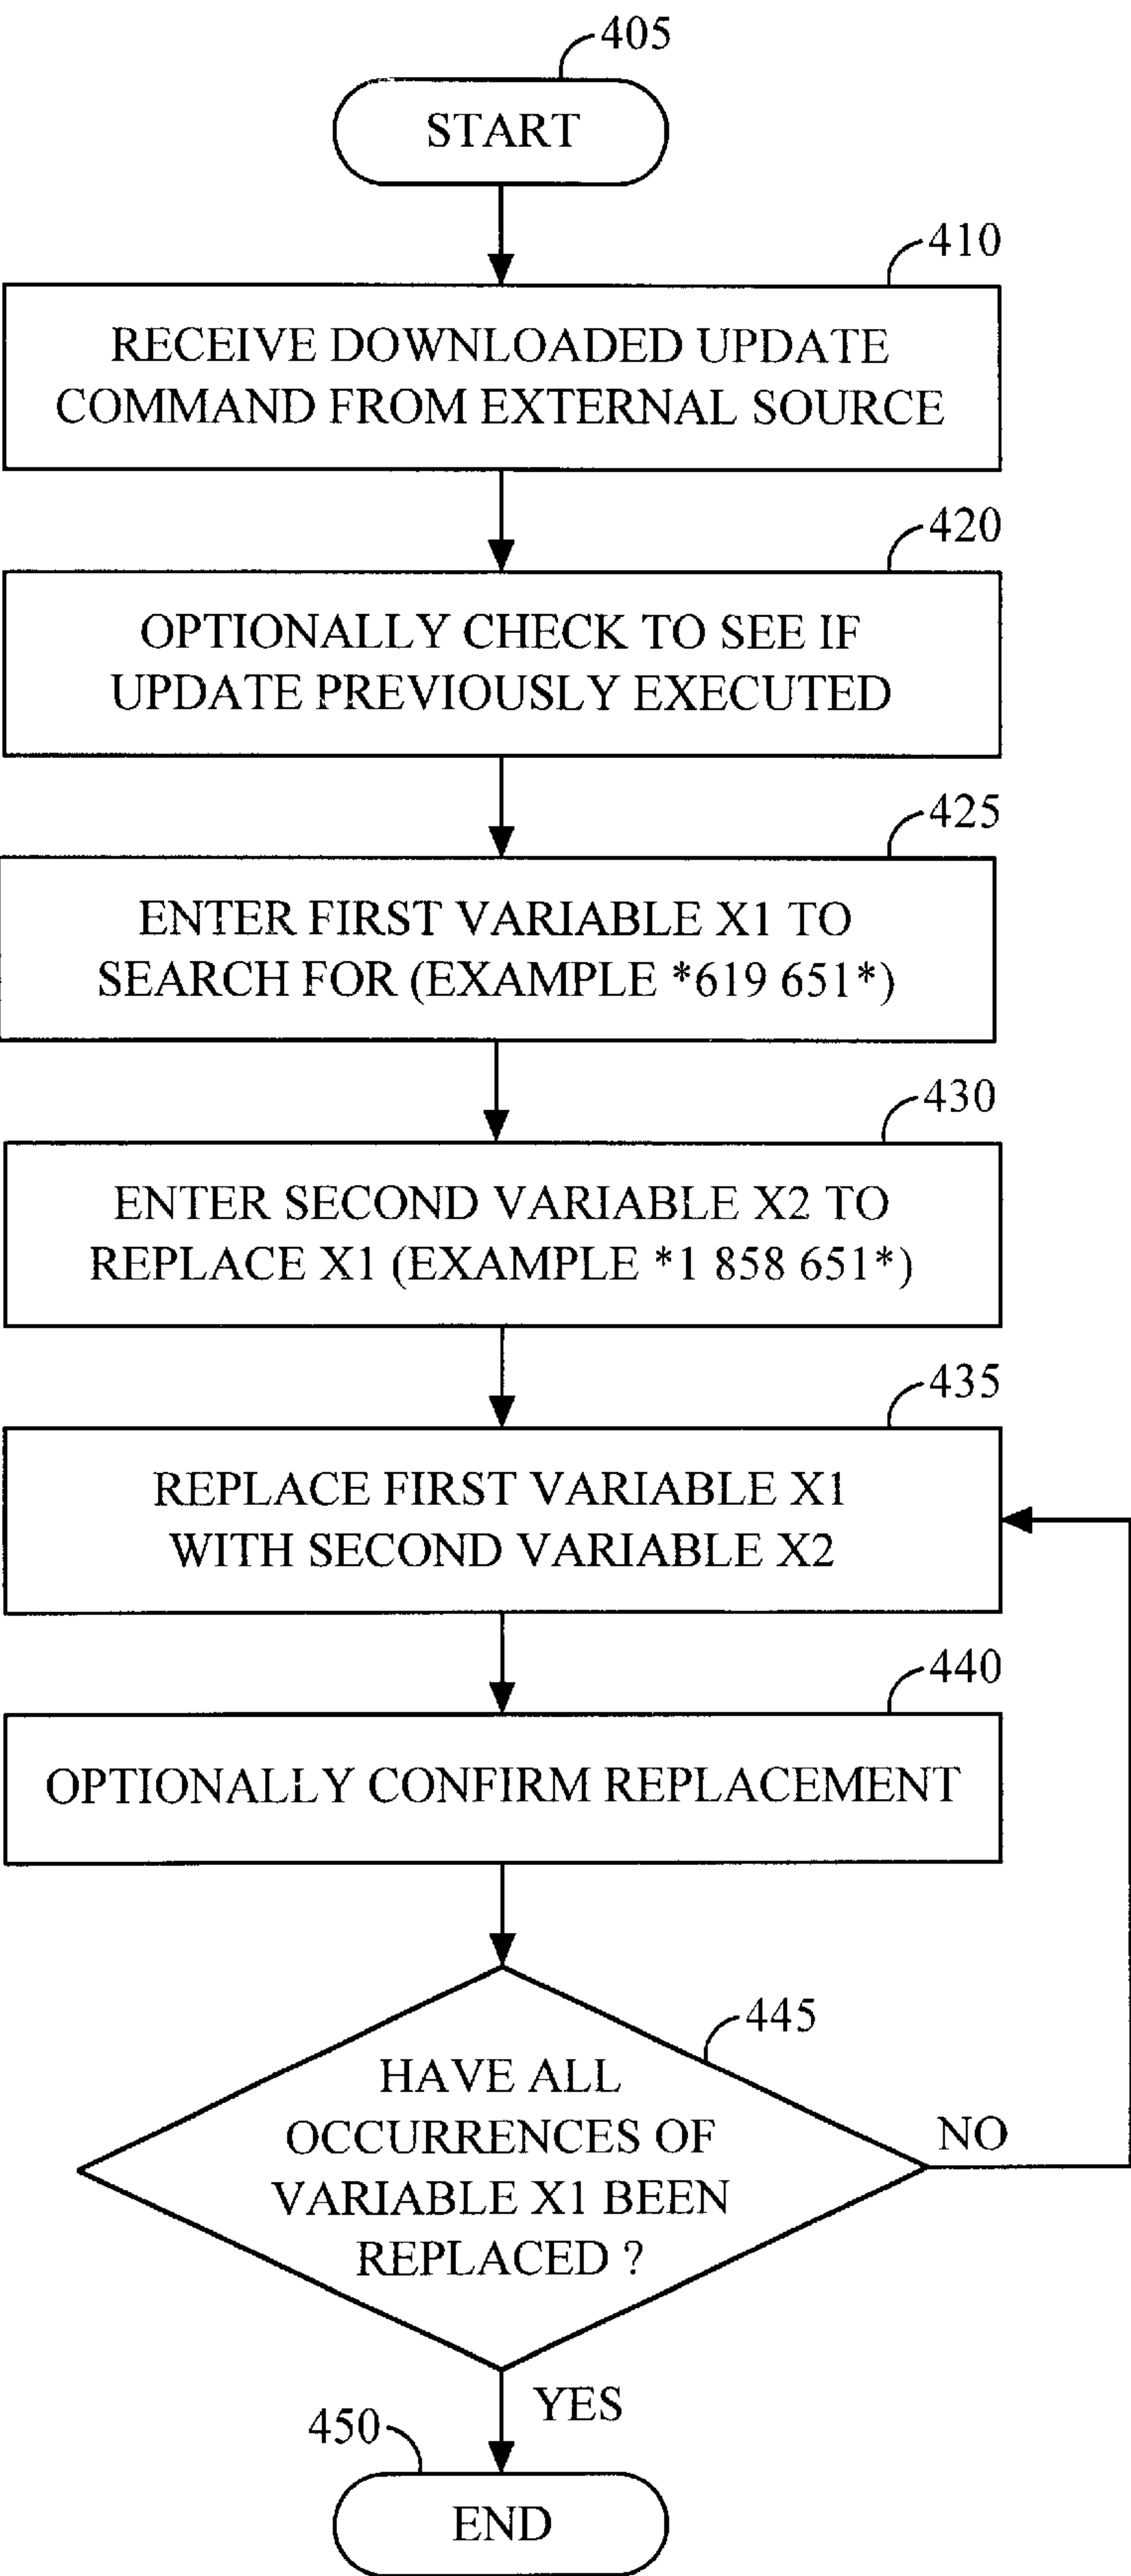 405
START
410
RECEIVE DOWNLOADED UPDATE
COMMAND FROM EXTERNAL SOURCE
420
OPTIONALLY CHECK TO SEE IF
UPDATE PREVIOUSLY EXECUTED
425
ENTER FIRST VARIABLE X1 TO
SEARCH FOR (EXAMPLE *619 651*)
430
ENTER SECOND VARIABLE X2 TO
REPLACE X1 (EXAMPLE *1 858 651*)
435
REPLACE FIRST VARIABLE X1
WITH SECOND VARIABLE X2
440
OPTIONALLY CONFIRM REPLACEMENT
445
HAVE ALL
OCCURRENCES OF
VARIABLE X1 BEEN
REPLACED ?
NO
YES
450
END